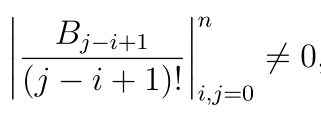 $$\left| \frac{B_{j-i+1}}{(j-i+1)!} \right|_{i,j=0}^{n} \neq 0,$$